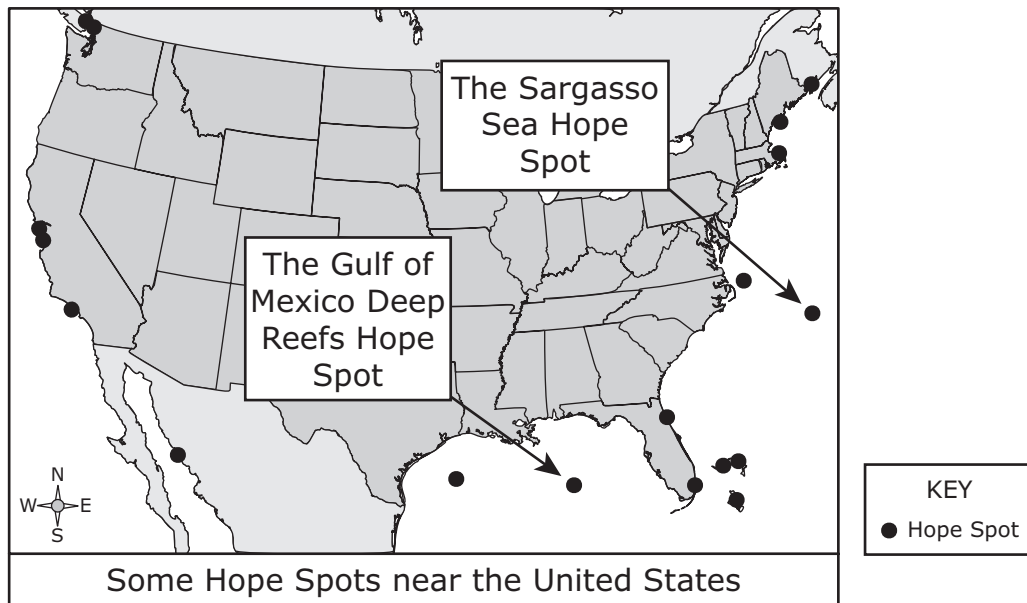 The Sargasso
Sea Hope
Spot
The Gulf of
Mexico Deep
Reefs Hope
Spot
N
W E
S
KEY
Hope Spot
Some Hope Spots near the United States